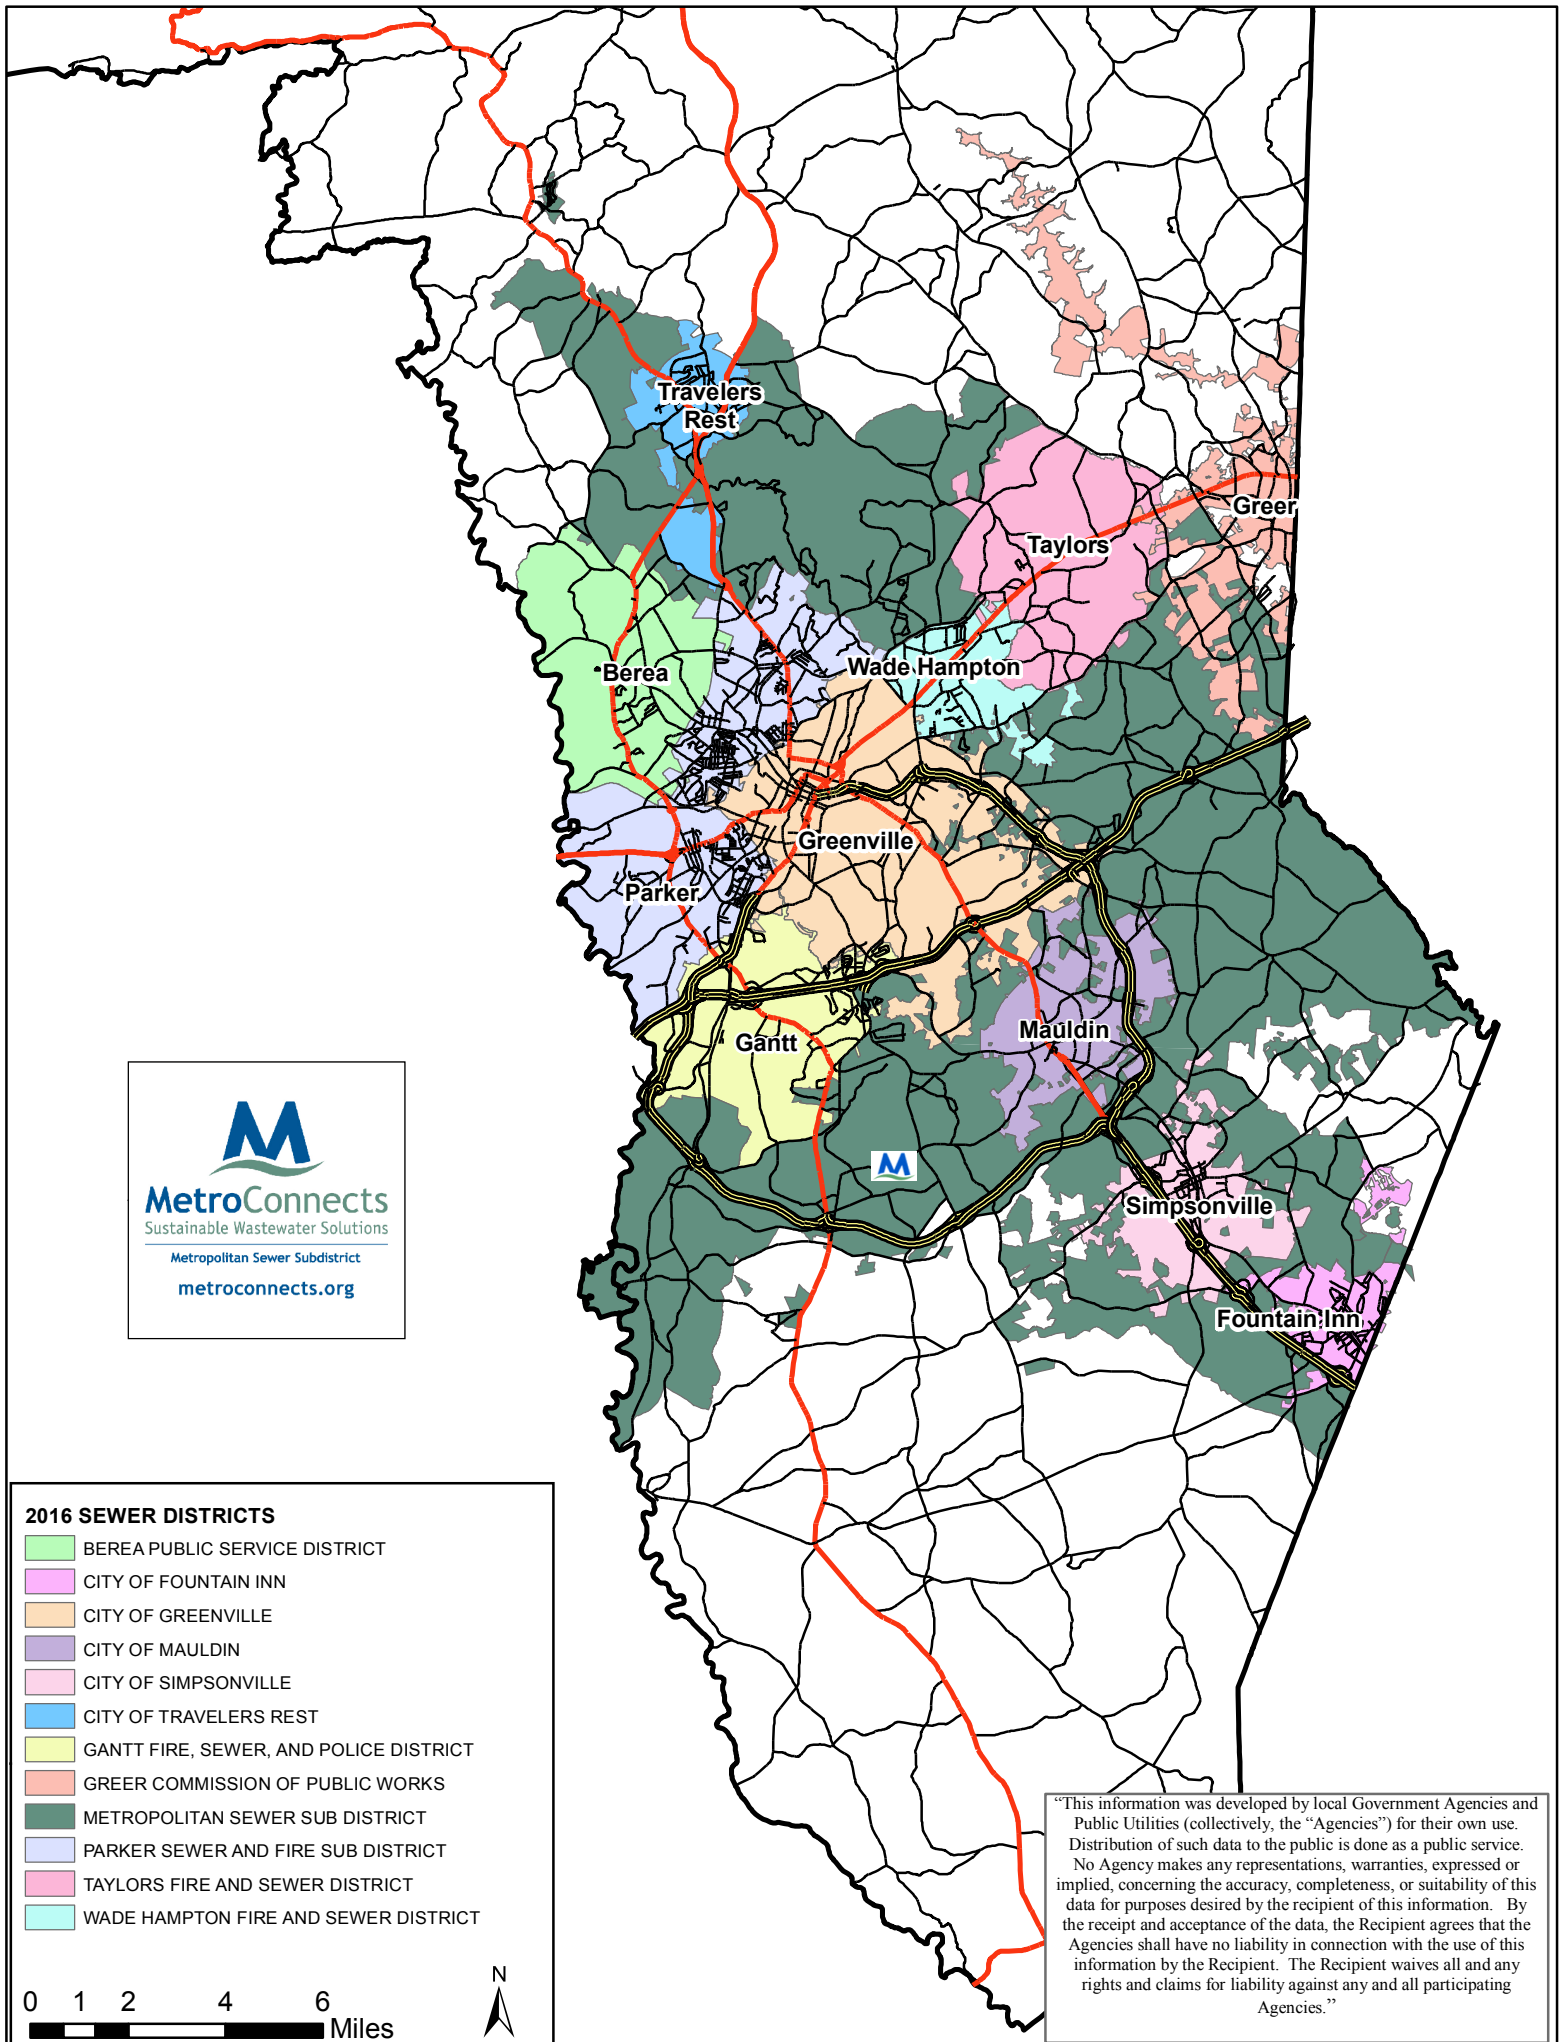 Travelers
Rest
Greer
Taylors
Wade Hampton
Berea
Greenville
Parker
Mauldin
Gantt
MetroConnects
Sustainable Wastewater Solutions
Metropolitan Sewer Subdistrict
metroconnects.org
Simpsonville
Fountain Inn
2016 SEWER DISTRICTS
BEREA PUBLIC SERVICE DISTRICT
CITY OF FOUNTAIN INN
CITY OF GREENVILLE
CITY OF MAULDIN
CITY OF SIMPSONVILLE
CITY OF TRAVELERS REST
GANTT FIRE, SEWER, AND POLICE DISTRICT
GREER COMMISSION OF PUBLIC WORKS
METROPOLITAN SEWER SUB DISTRICT
PARKER SEWER AND FIRE SUB DISTRICT
TAYLORS FIRE AND SEWER DISTRICT
WADE HAMPTON FIRE AND SEWER DISTRICT
N
0 1 2 4 6
Miles
“This information was developed by local Government Agencies and
Public Utilities (collectively, the “Agencies”) for their own use.
Distribution of such data to the public is done as a public service.
No Agency makes any representations, warranties, expressed or
implied, concerning the accuracy, completeness, or suitability of this
data for purposes desired by the recipient of this information. By
the receipt and acceptance of the data, the Recipient agrees that the
Agencies shall have no liability in connection with the use of this
information by the Recipient. The Recipient waives all and any
rights and claims for liability against any and all participating
Agencies.”